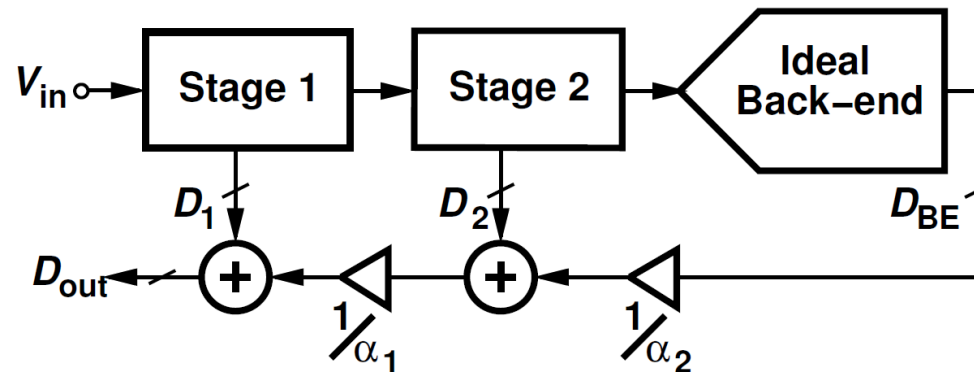 Vin
Stage 1
Stage 2
Ideal
Back-end
D1
D2
DBE
Dout
1/α1
1/α2